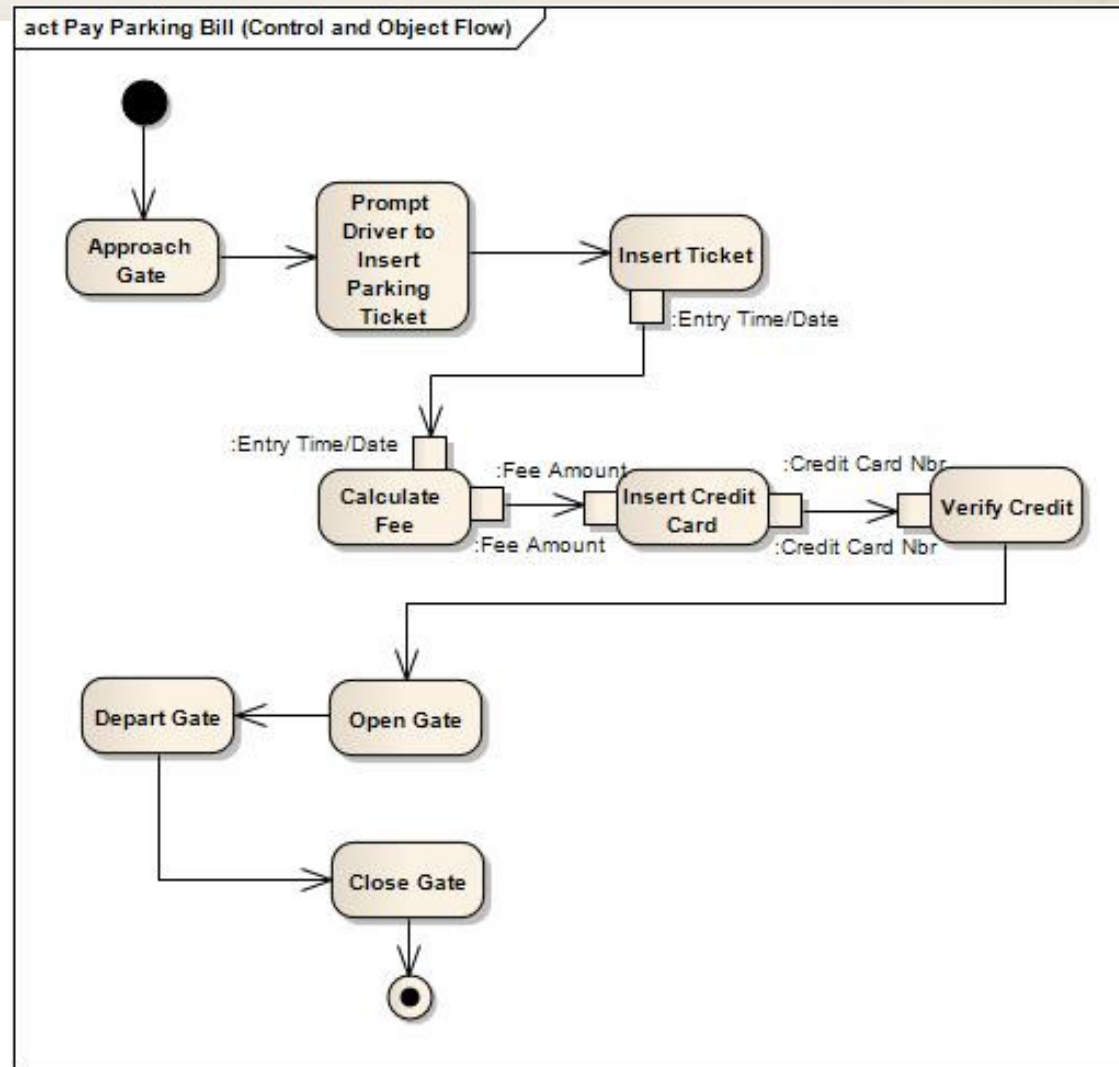 act Pay Parking Bill (Control and Object Flow)
Approach
Gate
Prompt
Driver to
Insert
Parking
Ticket
Insert Ticket
:Entry Time/Date
:Entry Time/Date
Calculate
Fee
:Fee Amount
:Fee Amount
Insert Credit
Card
:Credit Card Nbr
:Credit Card Nbr
Verify Credit
Open Gate
Depart Gate
Close Gate